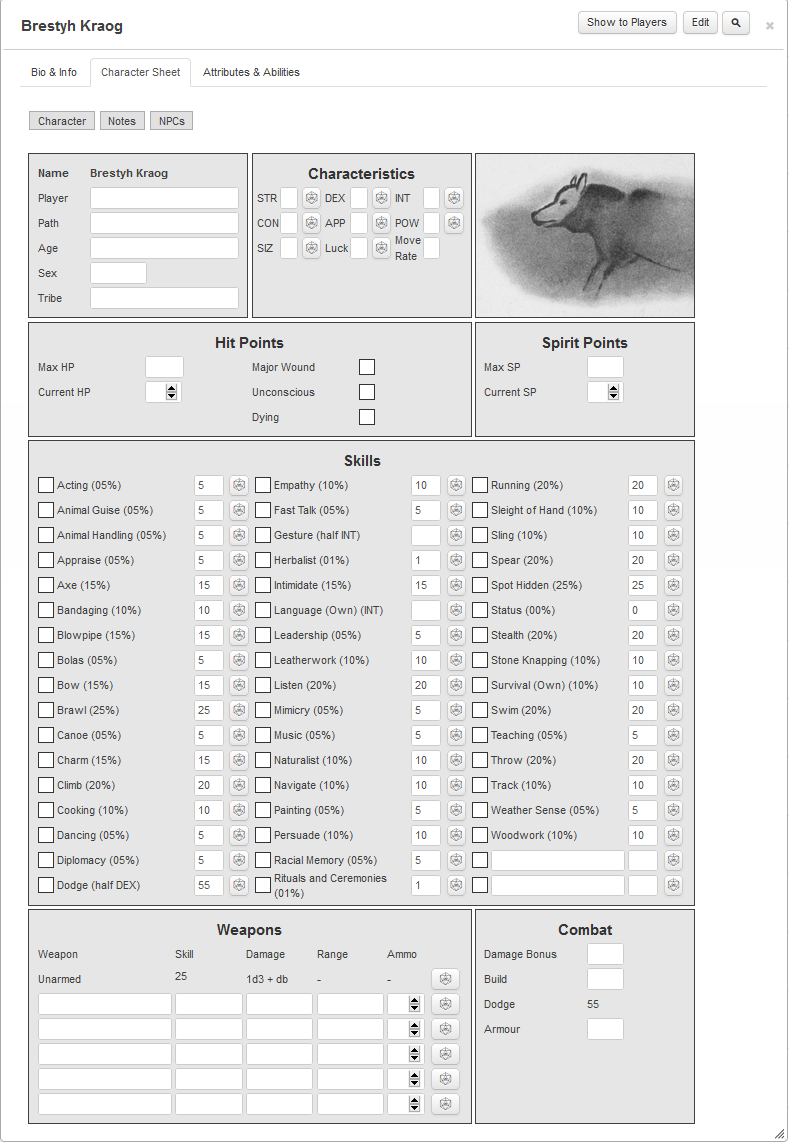 Brestyh Kraog
Show to Players Edit
Bio & Info Character Sheet Attributes & Abilities
Character Notes NPCs
Name Brestyh Kraog
Player
Path
Age
Sex
Tribe
Characteristics
STR DEX INT
CON APP POW
SIZ Luck Move Rate
Hit Points
Max HP Major Wound
Current HP Unconscious
Dying
Spirit Points
Max SP
Current SP
Skills
Acting (05%) 5 Empathy (10%) 10 Running (20%) 20
Animal Guise (05%) 5 Fast Talk (05%) 5 Sleight of Hand (10%) 10
Animal Handling (05%) 5 Gesture (half INT) Sling (10%) 10
Appraise (05%) 5 Herbalist (01%) 1 Spear (20%) 20
Axe (15%) 15 Intimidate (15%) 15 Spot Hidden (25%) 25
Bandaging (10%) 10 Language (Own) (INT) Status (00%) 0
Blowpipe (15%) 15 Leadership (05%) 5 Stealth (20%) 20
Bolas (05%) 5 Leatherwork (10%) 10 Stone Knapping (10%) 10
Bow (15%) 15 Listen (20%) 20 Survival (Own) (10%) 10
Brawl (25%) 25 Mimicry (05%) 5 Swim (20%) 20
Canoe (05%) 5 Music (05%) 5 Teaching (05%) 5
Charm (15%) 15 Naturalist (10%) 10 Throw (20%) 20
Climb (20%) 20 Navigate (10%) 10 Track (10%) 10
Cooking (10%) 10 Painting (05%) 5 Weather Sense (05%) 5
Dancing (05%) 5 Persuade (10%) 10 Woodwork (10%) 10
Diplomacy (05%) 5 Racial Memory (05%) 5
Dodge (half DEX) 55 Rituals and Ceremonies (01%) 1
Weapons
Weapon Skill Damage Range Ammo
Unarmed 25 1d3 + db - -
Combat
Damage Bonus
Build
Dodge 55
Armour